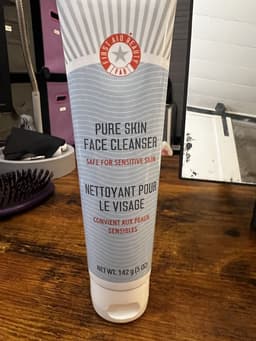 FIRST AID BEAUTY
PURE SKIN
FACE CLEANSER
SAFE FOR SENSITIVE SKIN
NETTOYANT POUR
LE VISAGE
CONVIENT AUX PEAUX
SENSIBLES
NET WT. 142 g (5 OZ)